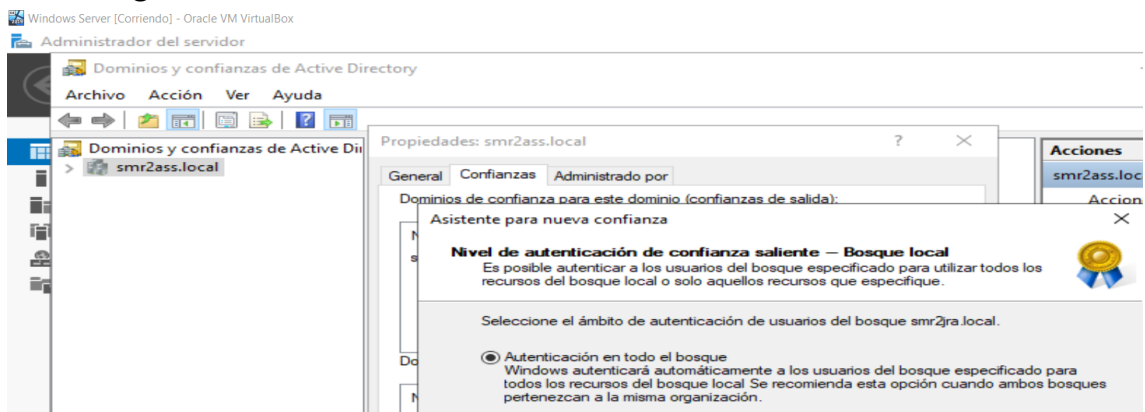 Windows Server [Corriendo] - Oracle VM VirtualBox
Administrador del servidor
Dominios y confianzas de Active Directory
Archivo Acción Ver Ayuda
Dominios y confianzas de Active Di
smr2ass.local
Propiedades: smr2ass.local
General Confianzas Administrado por
Dominios de confianza para este dominio (confianzas de salida):
Acciones
smr2ass.loc
Accion
Asistente para nueva confianza
Nivel de autenticación de confianza saliente – Bosque local
Es posible autenticar a los usuarios del bosque especificado para utilizar todos los
recursos del bosque local o solo aquellos recursos que especifique.
Seleccione el ámbito de autenticación de usuarios del bosque smr2jra.local.
Do
Autenticación en todo el bosque
Windows autenticará automáticamente a los usuarios del bosque especificado para
todos los recursos del bosque local Se recomienda esta opción cuando ambos bosques
pertenezcan a la misma organización.